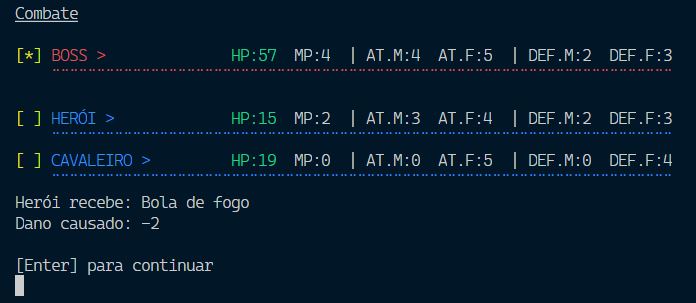 Combate
[*] BOSS > HP:57 MP:4 | AT.M:4 AT.F:5 | DEF.M:2 DEF.F:3
[ ] HERÓI > HP:15 MP:2 | AT.M:3 AT.F:4 | DEF.M:2 DEF.F:3
[ ] CAVALEIRO > HP:19 MP:0 | AT.M:0 AT.F:5 | DEF.M:0 DEF.F:4
Herói recebe: Bola de fogo
Dano causado: -2
[Enter] para continuar